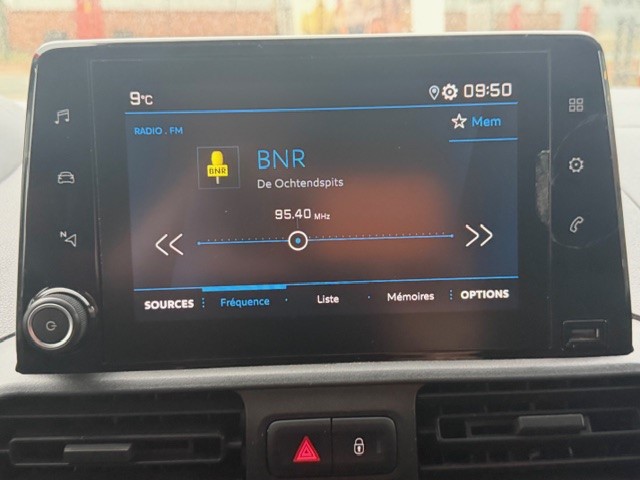 9°C
09:50
RADIO . FM
Mem
BNR
BNR
De Ochtendspits
95.40 MHz
N
SOURCES Fréquence Liste Mémoires OPTIONS